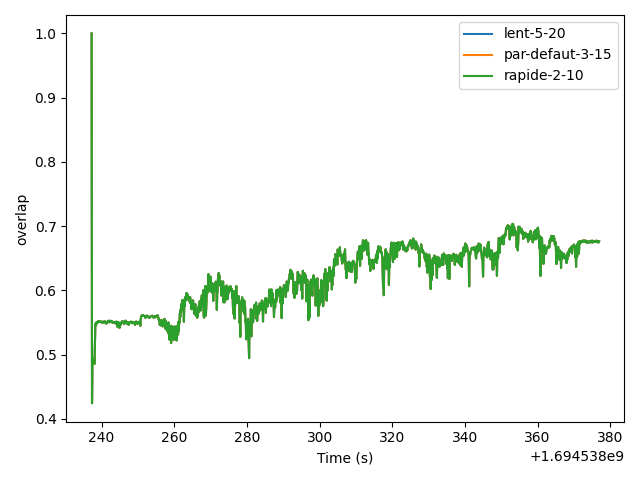 lent-5-20
par-defaut-3-15
rapide-2-10
1.0
0.9
0.8
0.7
0.6
0.5
0.4
overlap
240 260 280 300 320 340 360 380
Time (s)
+1.694538e9